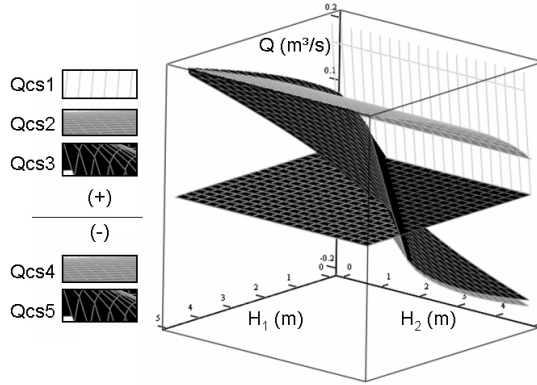 0.2
Q (m³/s)
0.1
Qcs1
Qcs2
Qcs3
(+)
(-)
Qcs4
Qcs5
-0.2
0
0
1
1
2
2
3
3
4
4
5
H₁ (m)
H₂ (m)